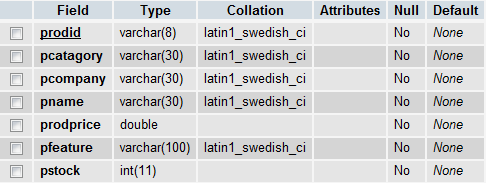 Field Type Collation Attributes Null Default
prodid varchar(8) latin1_swedish_ci No None
pcatagory varchar(30) latin1_swedish_ci No None
pcompany varchar(30) latin1_swedish_ci No None
pname varchar(30) latin1_swedish_ci No None
prodprice double No None
pfeature varchar(100) latin1_swedish_ci No None
pstock int(11) No None